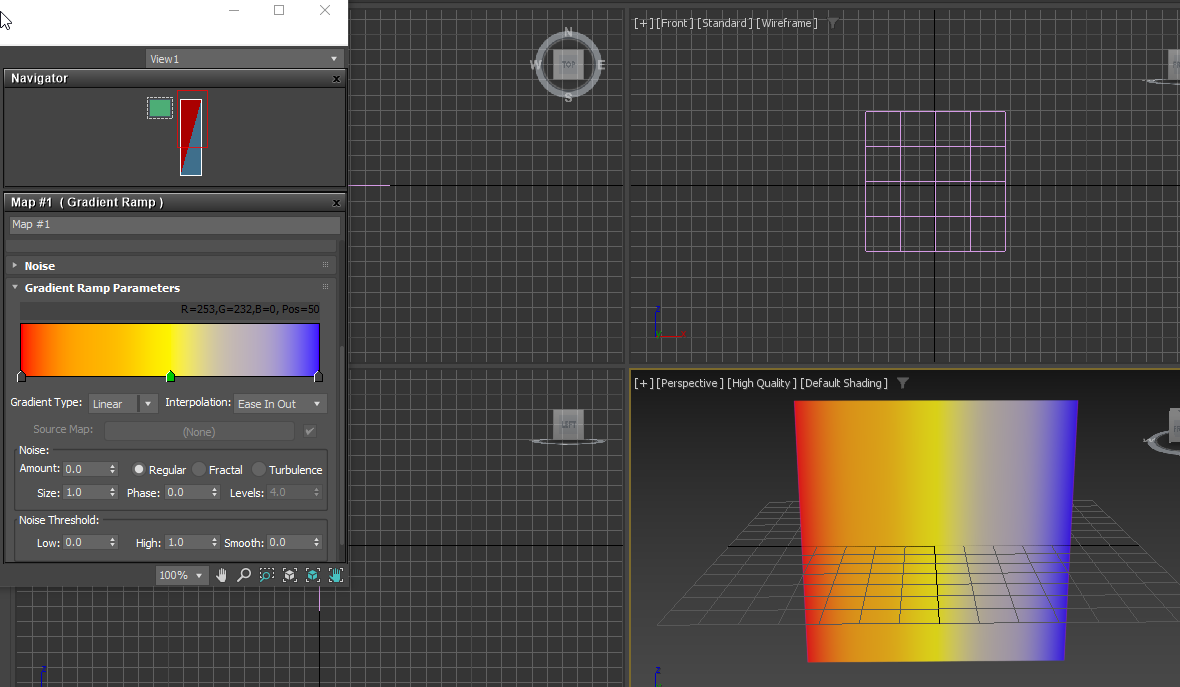 View1
Navigator
Map #1 ( Gradient Ramp )
Map #1
Noise
Gradient Ramp Parameters
R=253,G=232,B=0, Pos=50
Gradient Type: Linear Interpolation: Ease In Out
Source Map: (None)
Noise:
Amount: 0.0 Regular Fractal Turbulence
Size: 1.0 Phase: 0.0 Levels: 4.0
Noise Threshold:
Low: 0.0 High: 1.0 Smooth: 0.0
100%
N
W TOP E
S
LEFT
z
[+] [Front] [Standard] [Wireframe]
z
[+] [Perspective] [High Quality] [Default Shading]
z